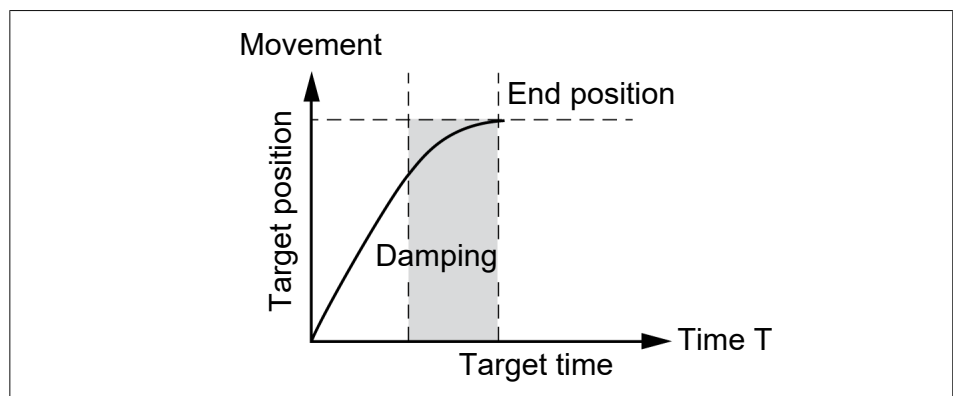 Movement
End position
Target position
Damping
Time T
Target time